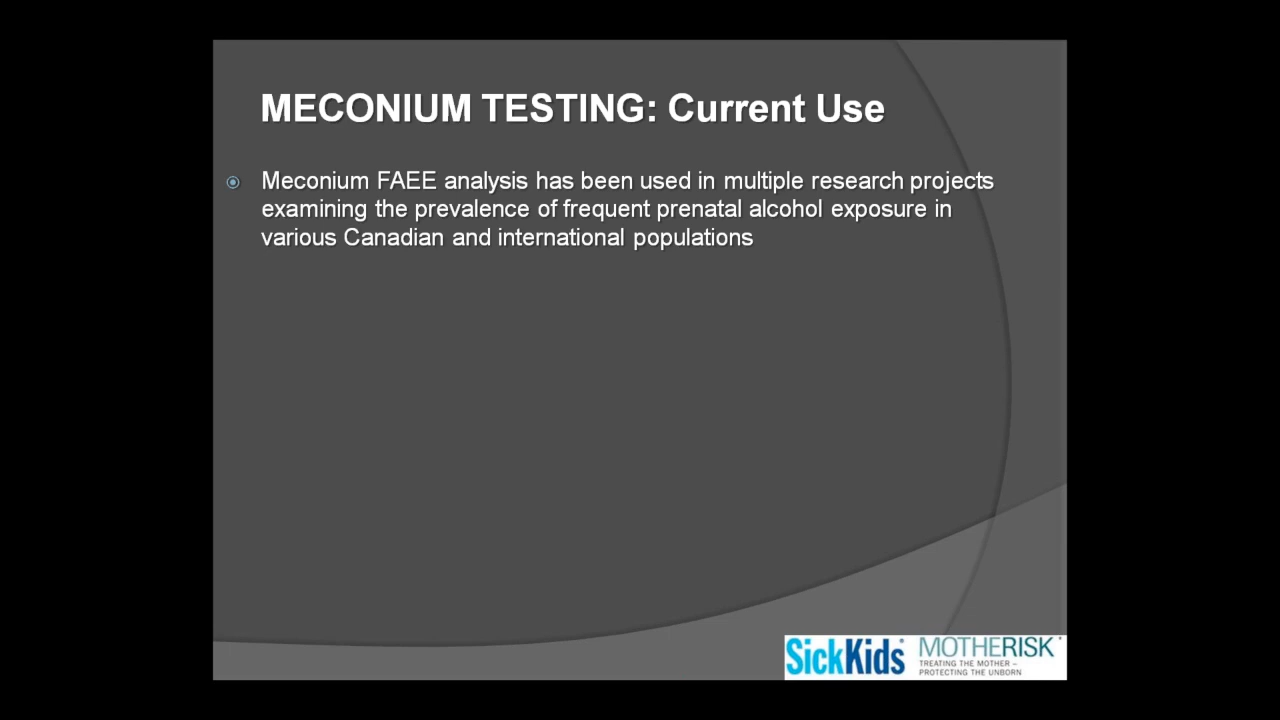 MECONIUM TESTING: Current Use
Meconium FAEE analysis has been used in multiple research projects
examining the prevalence of frequent prenatal alcohol exposure in
various Canadian and international populations
SickKids
MOTHERISK
TREATING THE MOTHER –
PROTECTING THE UNBORN